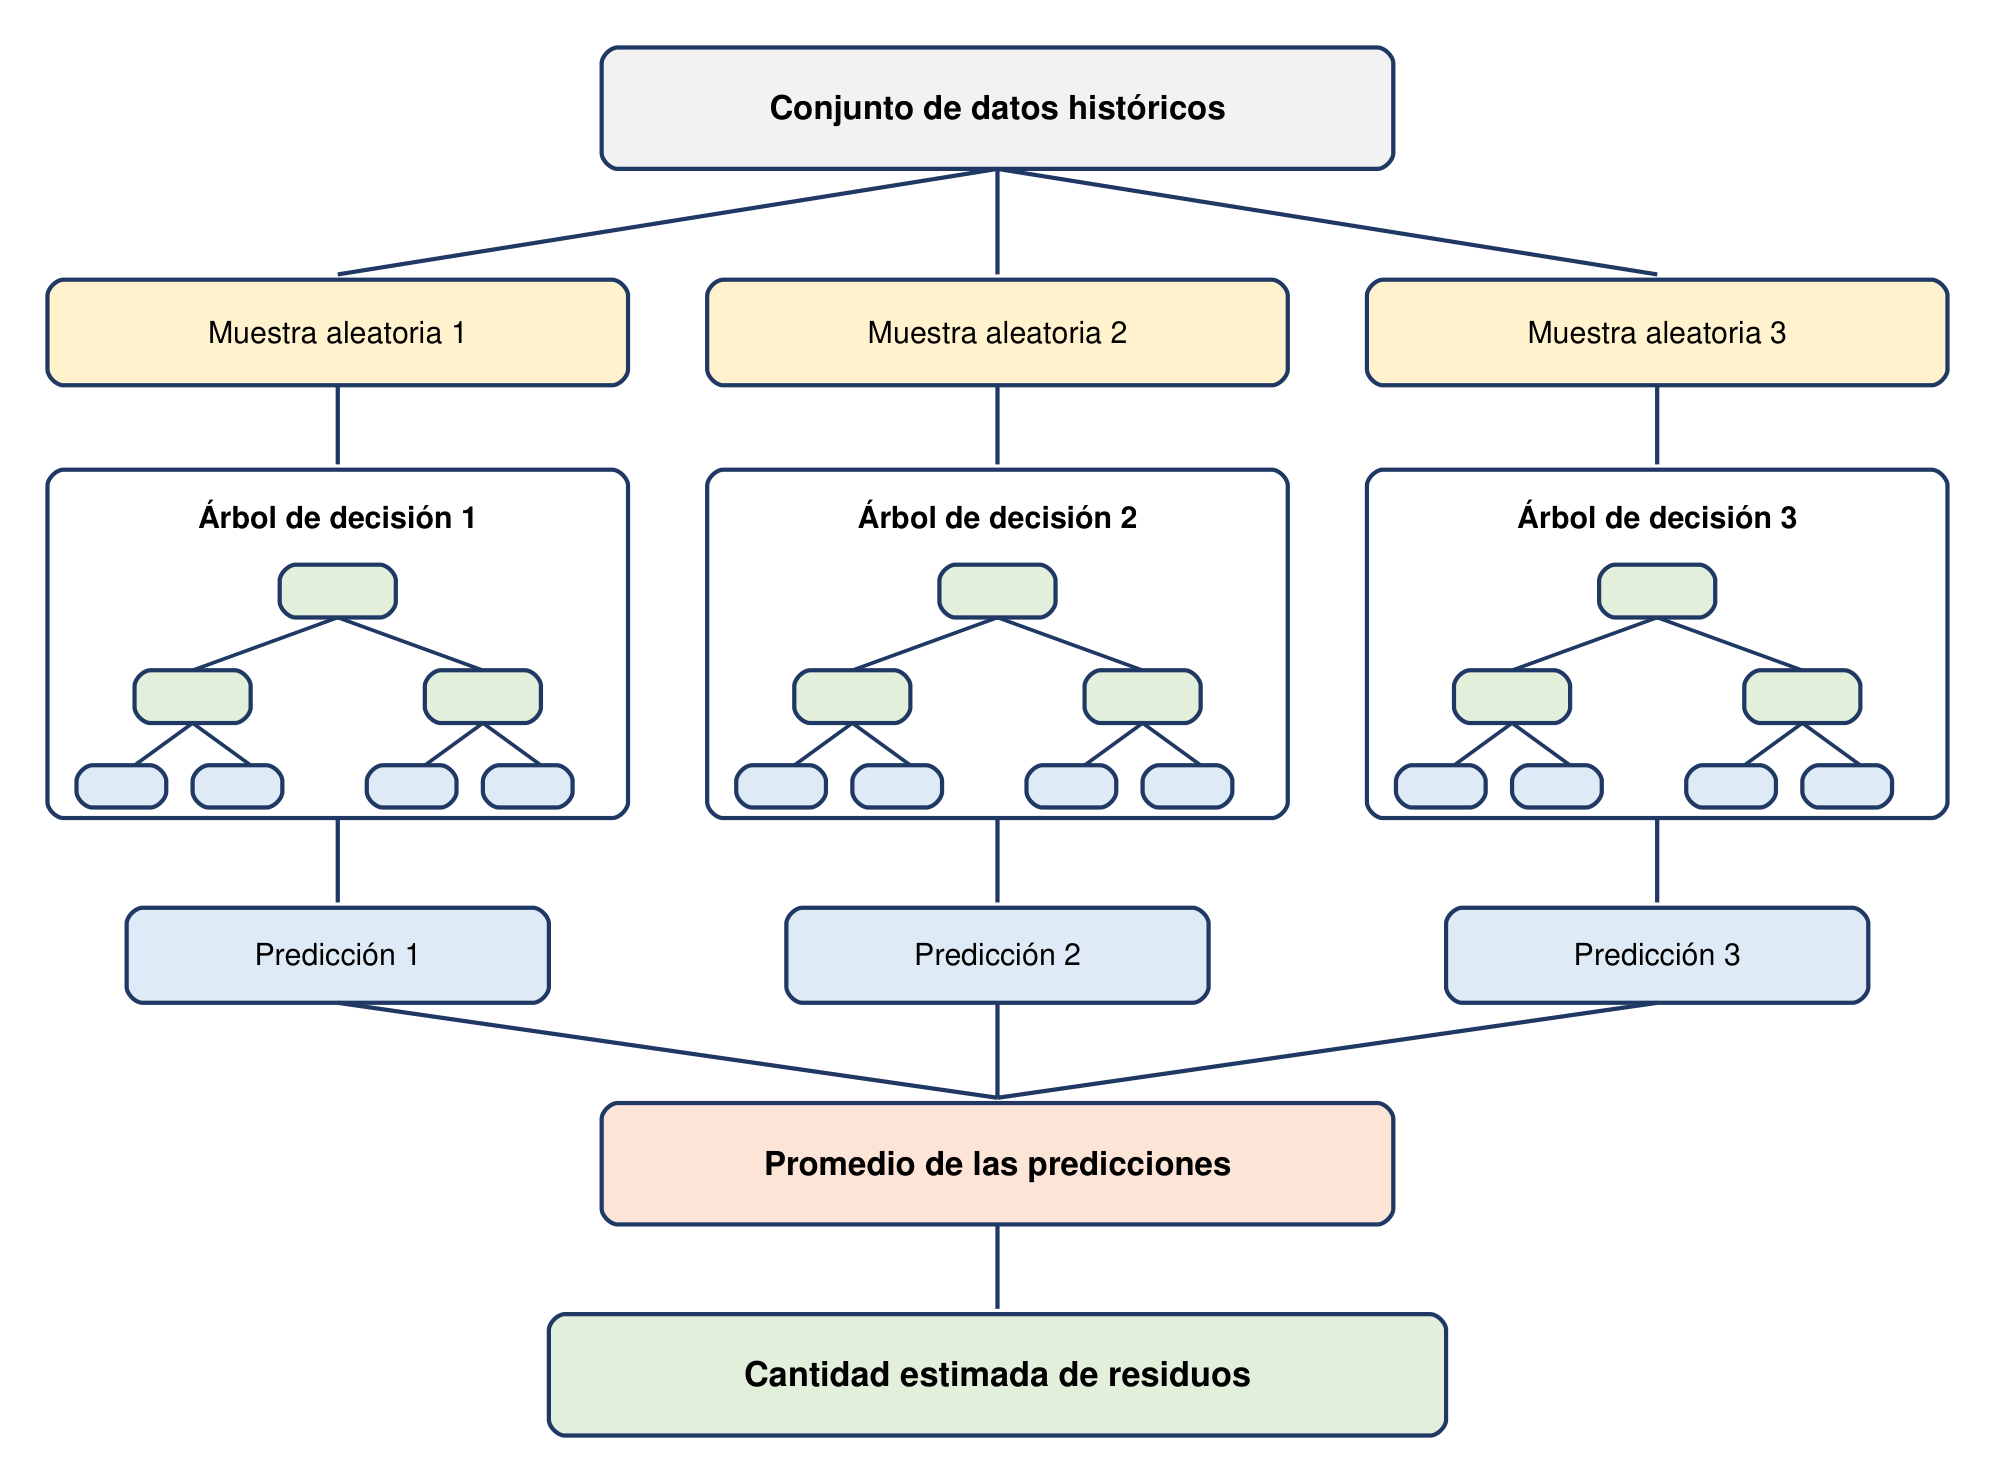 Conjunto de datos históricos
Muestra aleatoria 1
Muestra aleatoria 2
Muestra aleatoria 3
Árbol de decisión 1
Árbol de decisión 2
Árbol de decisión 3
Predicción 1
Predicción 2
Predicción 3
Promedio de las predicciones
Cantidad estimada de residuos